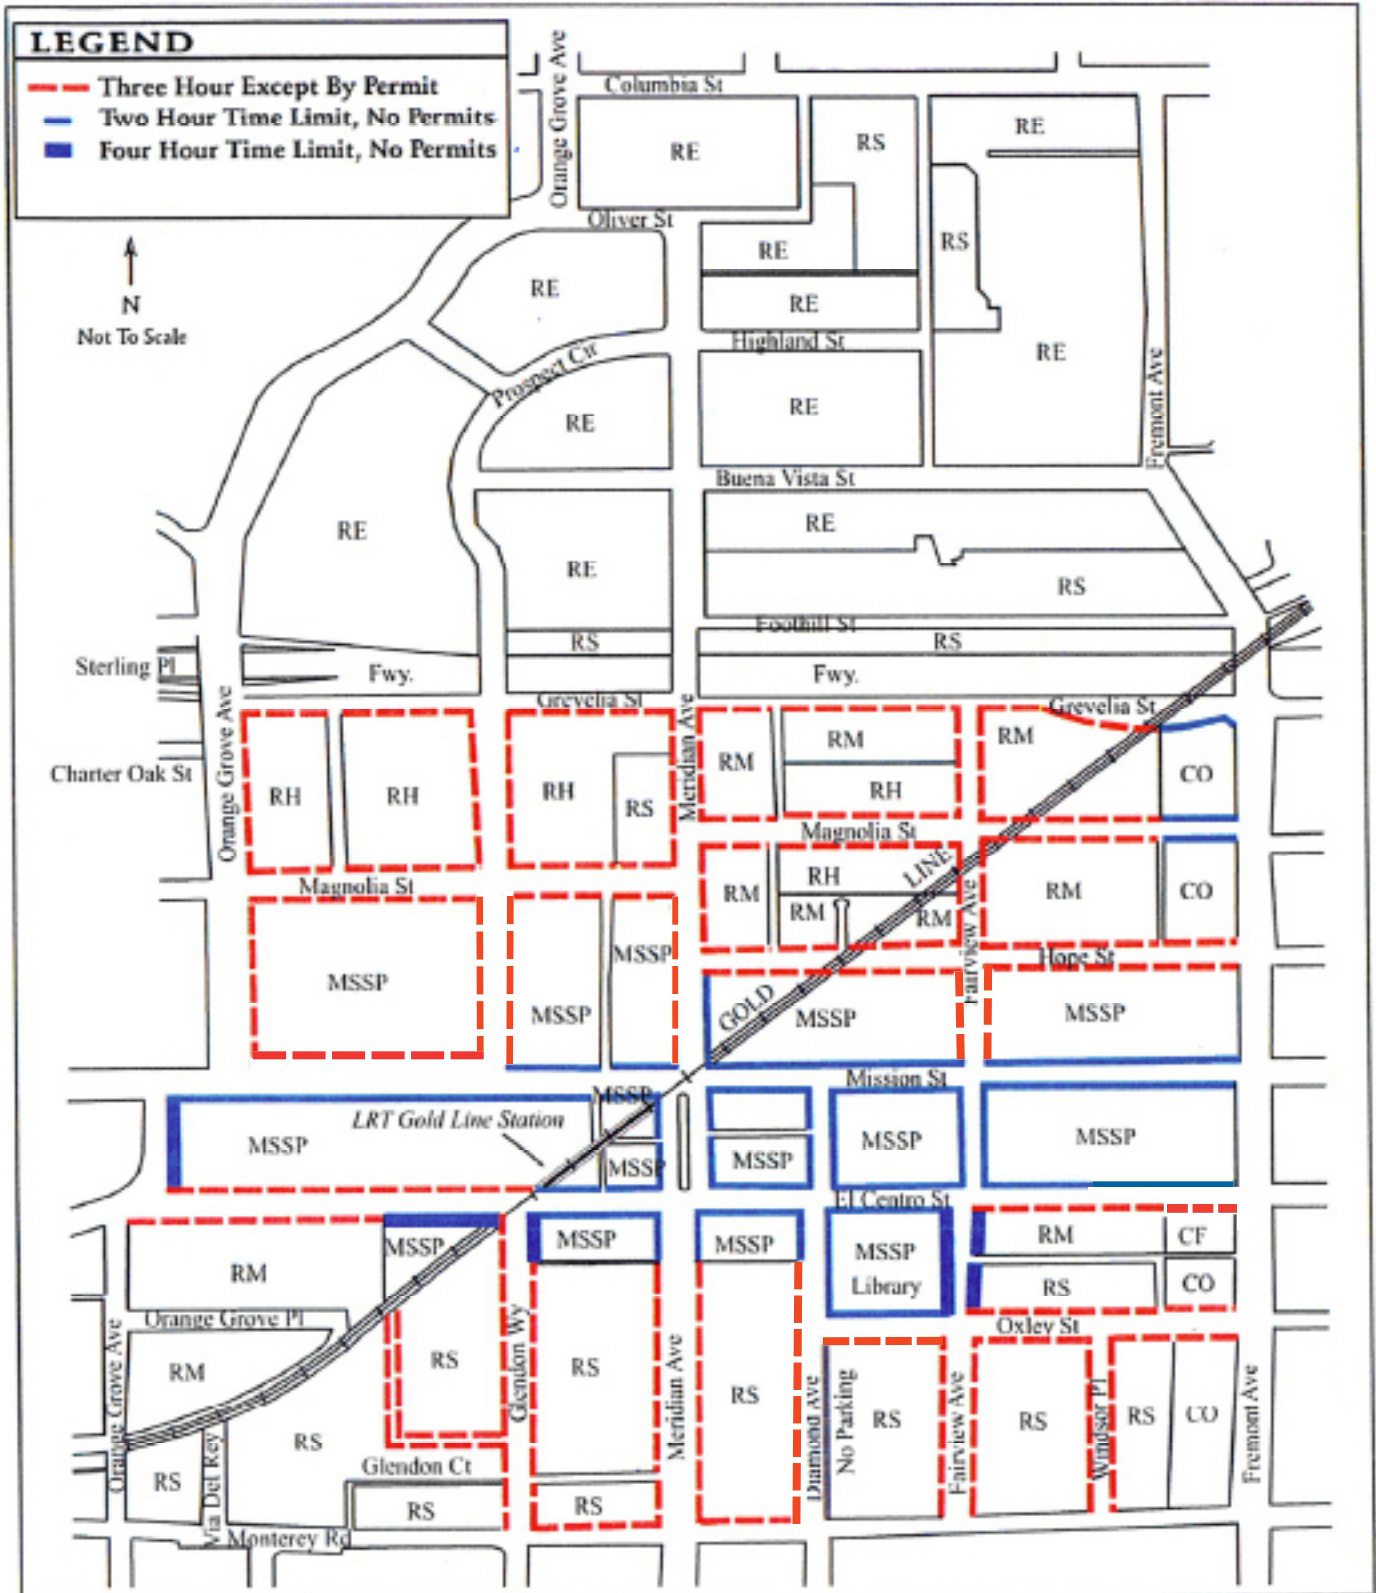 LEGEND
Three Hour Except By Permit
Two Hour Time Limit, No Permits
Four Hour Time Limit, No Permits
N
Not To Scale
Orange Grove Ave
Columbia St
RE
RS
RE
Oliver St
RE
RS
RE
RE
Highland St
Prospect Cir
RE
RE
RE
Fremont Ave
Buena Vista St
RE
RE
RE
RS
Foothill St
RS
RS
Sterling Pl
Fwy.
Fwy.
Grevelia St
Grevelia St
Orange Grove Ave
Meridian Ave
Charter Oak St
RH
RH
RH
RS
RM
RM
RH
RM
CO
Magnolia St
Magnolia St
RM
RH
RM
RM
LINE
RM
CO
Fairview Ave
Hope St
MSSP
MSSP
MSSP
GOLD
MSSP
MSSP
Mission St
MSSP
LRT Gold Line Station
MSSP
MSSP
MSSP
MSSP
MSSP
El Centro St
RM
MSSP
MSSP
MSSP
MSSP
Library
RM
CF
RS
CO
Orange Grove Pl
Oxley St
Orange Grove Ave
RM
RS
Glendon Wy
RS
Meridian Ave
RS
Diamond Ave
No Parking
RS
Fairview Ave
RS
Windsor Pl
RS
CO
Fremont Ave
RS
Via Del Rey
RS
Glendon Ct
RS
RS
Monterey Rd